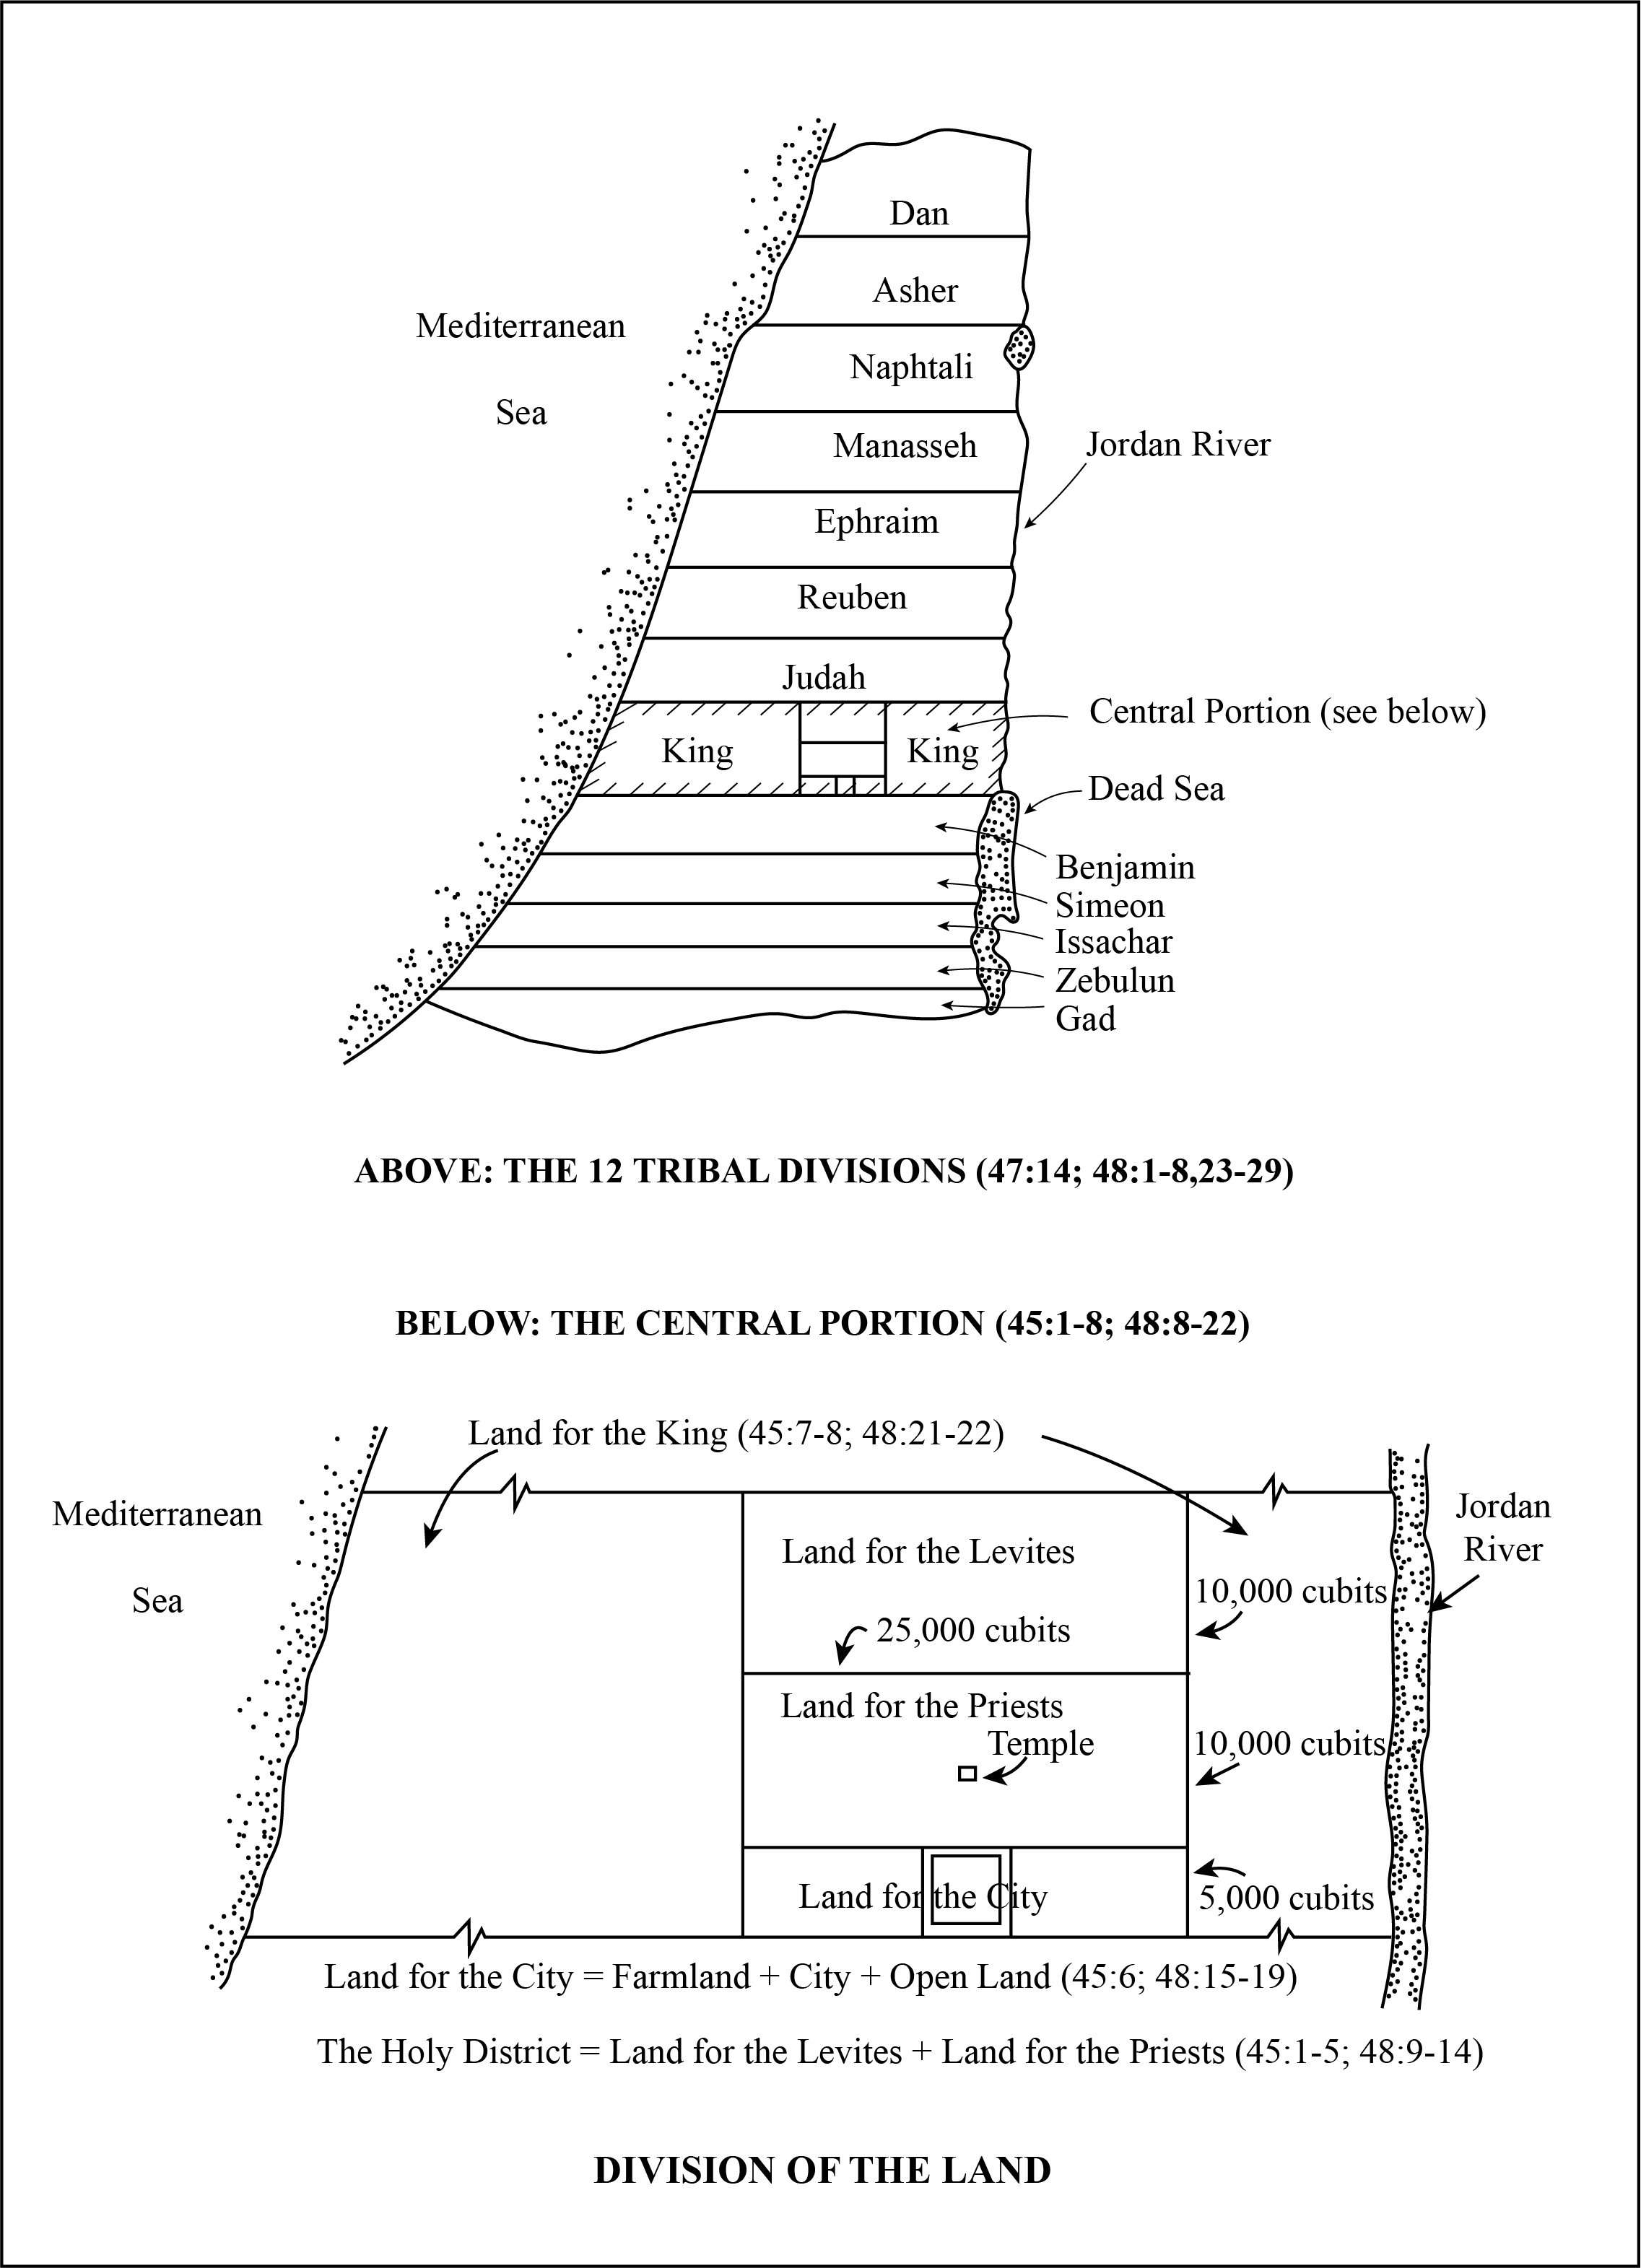 Dan
Asher
Mediterranean
Naphtali
Sea
Manasseh
Jordan River
Ephraim
Reuben
Judah
Central Portion (see below)
King
King
Dead Sea
Benjamin
Simeon
Issachar
Zebulun
Gad
ABOVE: THE 12 TRIBAL DIVISIONS (47:14; 48:1-8,23-29)
BELOW: THE CENTRAL PORTION (45:1-8; 48:8-22)
Land for the King (45:7-8; 48:21-22)
Mediterranean
Sea
Jordan
River
Land for the Levites
10,000 cubits
25,000 cubits
Land for the Priests
Temple
10,000 cubits
Land for the City
5,000 cubits
Land for the City = Farmland + City + Open Land (45:6; 48:15-19)
The Holy District = Land for the Levites + Land for the Priests (45:1-5; 48:9-14)
DIVISION OF THE LAND